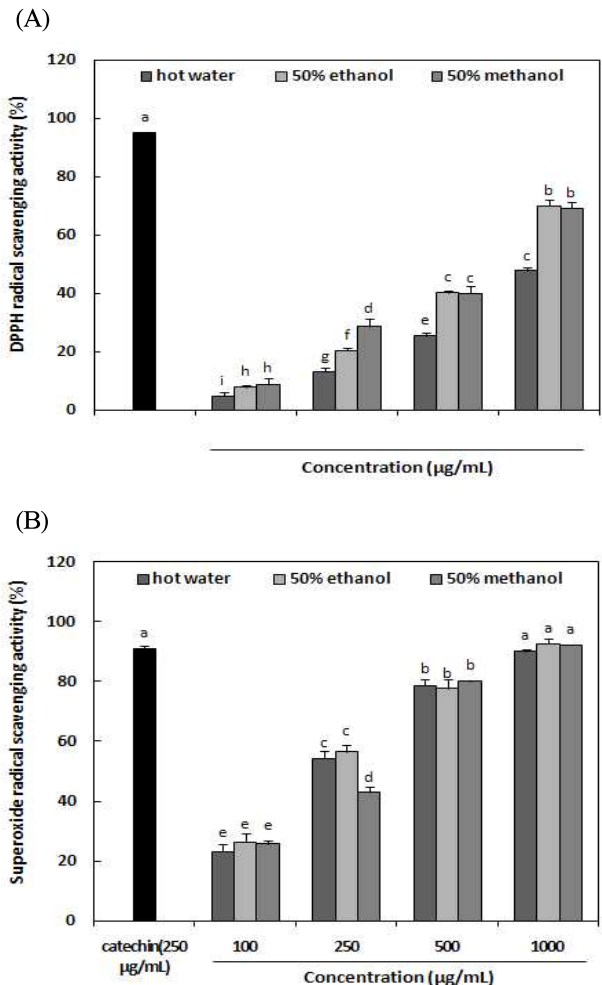 (A)
120
100
80
60
40
20
0
DPPH radical scavenging activity (%)
hot water 50% ethanol 50% methanol
a
i h h
g f d
e c c
c b b
Concentration (µg/mL)
(B)
120
100
80
60
40
20
0
Superoxide radical scavenging activity (%)
hot water 50% ethanol 50% methanol
a
e e e
c c d
b b b
a a a
catechin(250 100 250 500 1000
µg/mL)
Concentration (µg/mL)